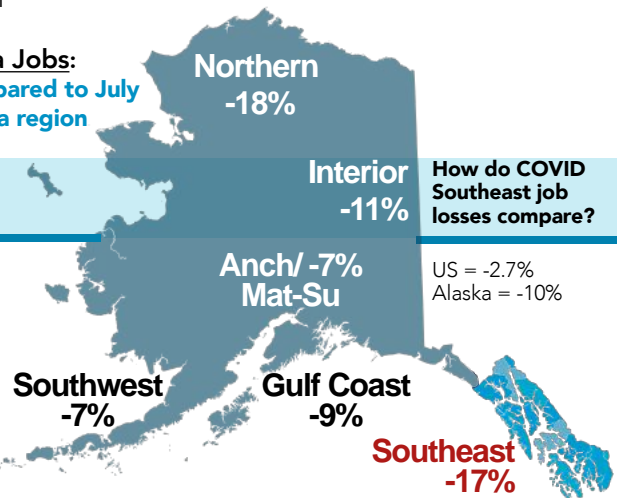 Jobs:
to July
a region
Northern
-18%
Interior
-11%
How do COVID
Southeast job
losses compare?
Anch/ -7%
Mat-Su
US = -2.7%
Alaska = -10%
Southwest
-7%
Gulf Coast
-9%
Southeast
-17%